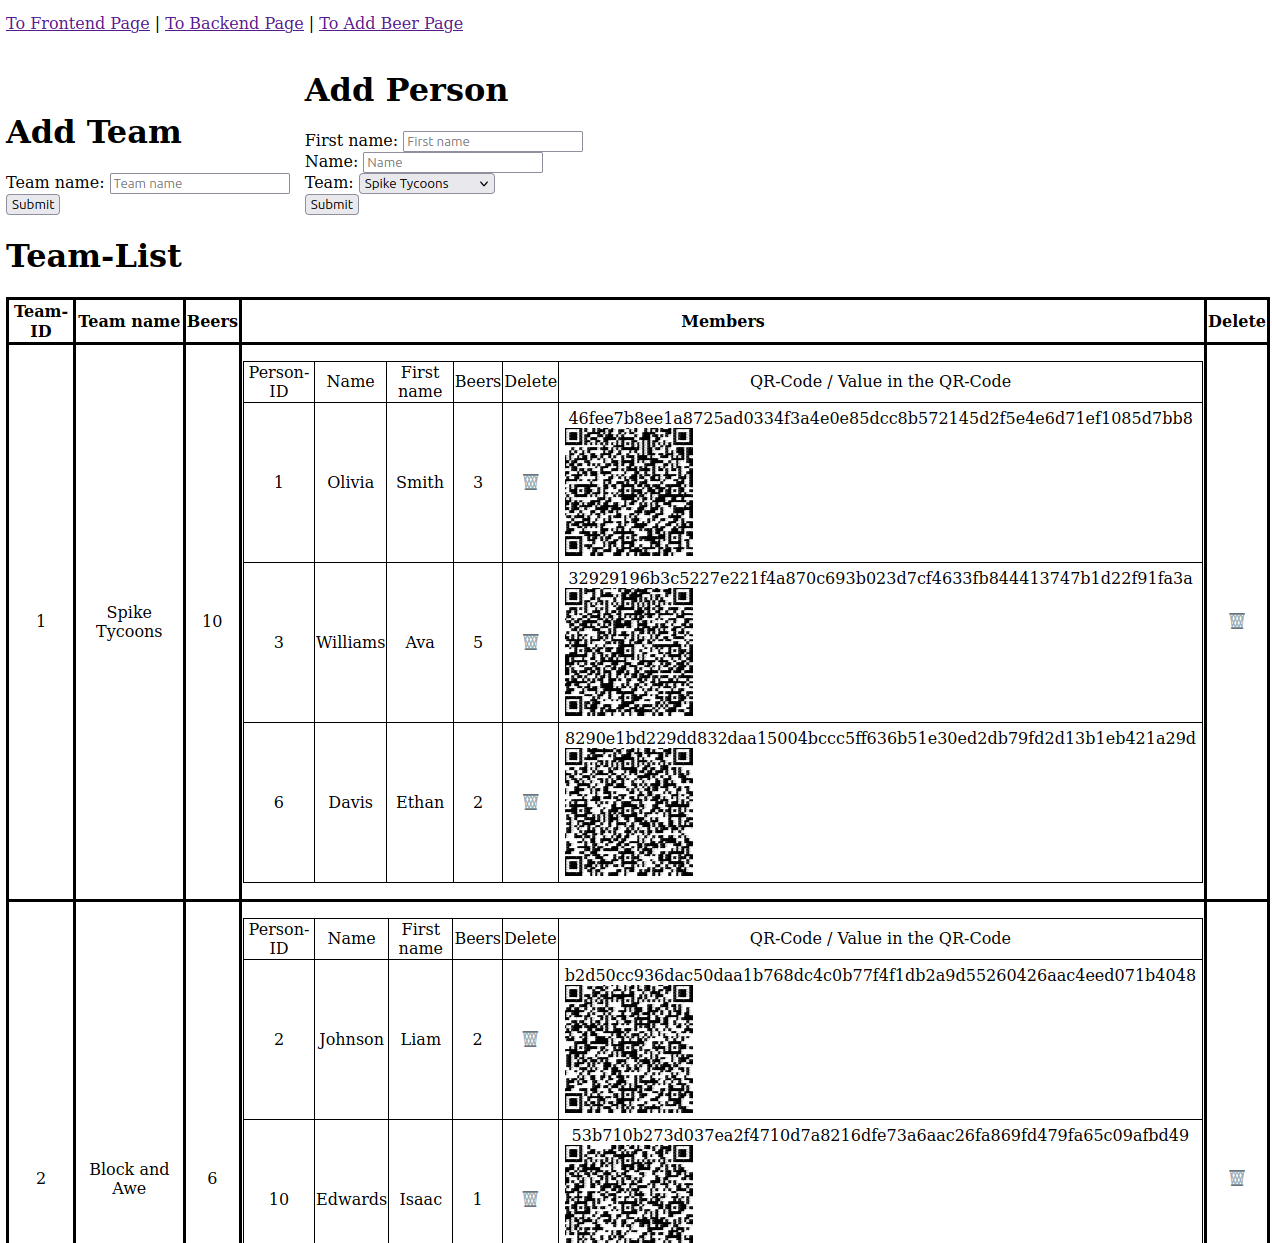 To Frontend Page | To Backend Page | To Add Beer Page
Add Team
Team name: Team name
Submit
Add Person
First name: First name
Name: Name
Team: Spike Tycoons
Submit
Team-List
Team-ID Team name Beers Members Delete
1 Spike Tycoons 10
Person-ID Name First name Beers Delete QR-Code / Value in the QR-Code
1 Olivia Smith 3 46fee7b8ee1a8725ad0334f3a4e0e85dcc8b572145d2f5e4e6d71ef1085d7bb8
3 Williams Ava 5 32929196b3c5227e221f4a870c693b023d7cf4633fb844413747b1d22f91fa3a
6 Davis Ethan 2 8290e1bd229dd832daa15004bccc5ff636b51e30ed2db79fd2d13b1eb421a29d
2 Block and Awe 6
Person-ID Name First name Beers Delete QR-Code / Value in the QR-Code
2 Johnson Liam 2 b2d50cc936dac50daa1b768dc4c0b77f4f1db2a9d55260426aac4eed071b4048
10 Edwards Isaac 1 53b710b273d037ea2f4710d7a8216dfe73a6aac26fa869fd479fa65c09afbd49